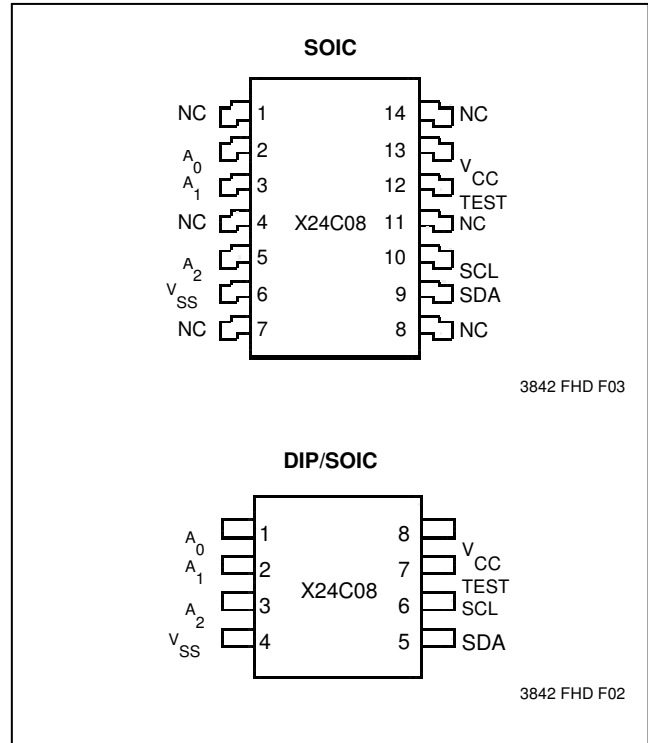 SOIC
NC 1 14 NC
A0 2 13 VCC
A1 3 12 TEST
NC 4 X24C08 11 NC
A2 5 10 SCL
VSS 6 9 SDA
NC 7 8 NC
3842 FHD F03
DIP/SOIC
A0 1 8 VCC
A1 2 7 TEST
A2 3 X24C08 6 SCL
VSS 4 5 SDA
3842 FHD F02